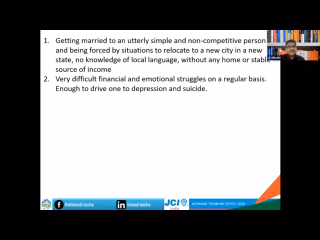 1. Getting married to an utterly simple and non-competitive person
and being forced by situations to relocate to a new city in a new
state, no knowledge of local language, without any home or stable
source of income
2. Very difficult financial and emotional struggles on a regular basis.
Enough to drive one to depression and suicide.
JCI